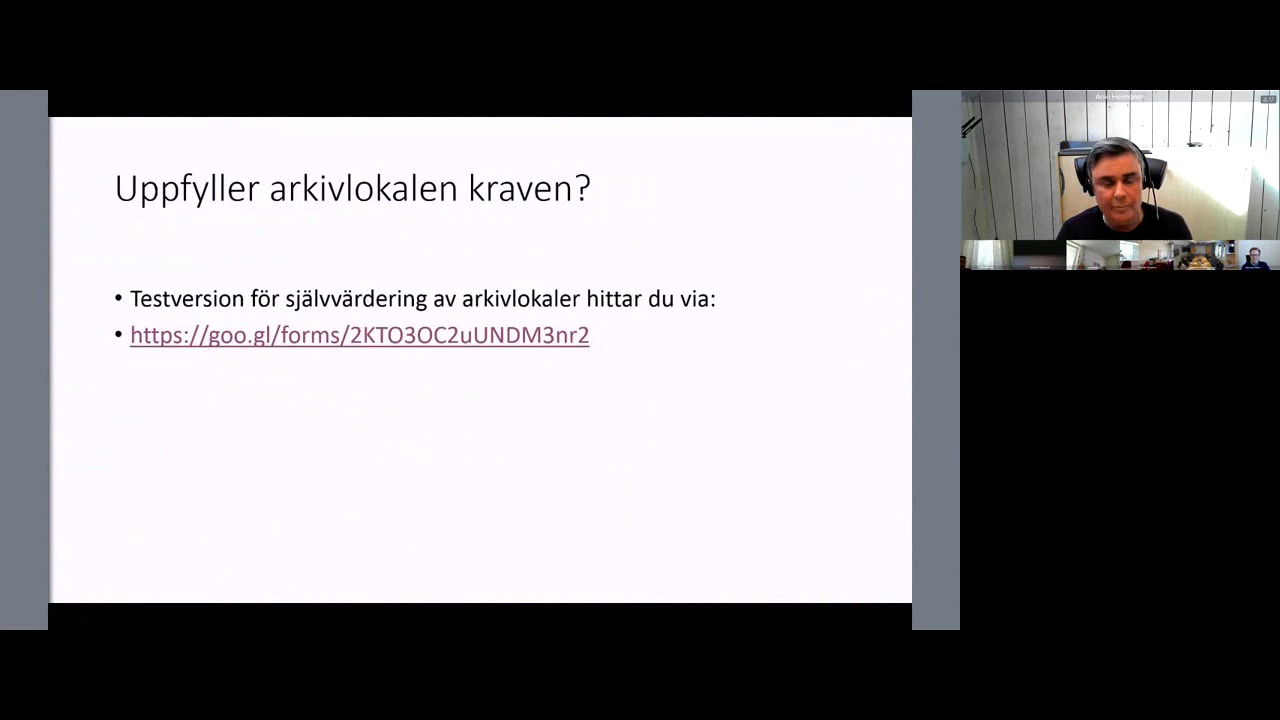 Uppfyller arkivlokalen kraven?
• Testversion för självvärdering av arkivlokaler hittar du via:
• https://goo.gl/forms/2KTO3OC2uUNDM3nr2